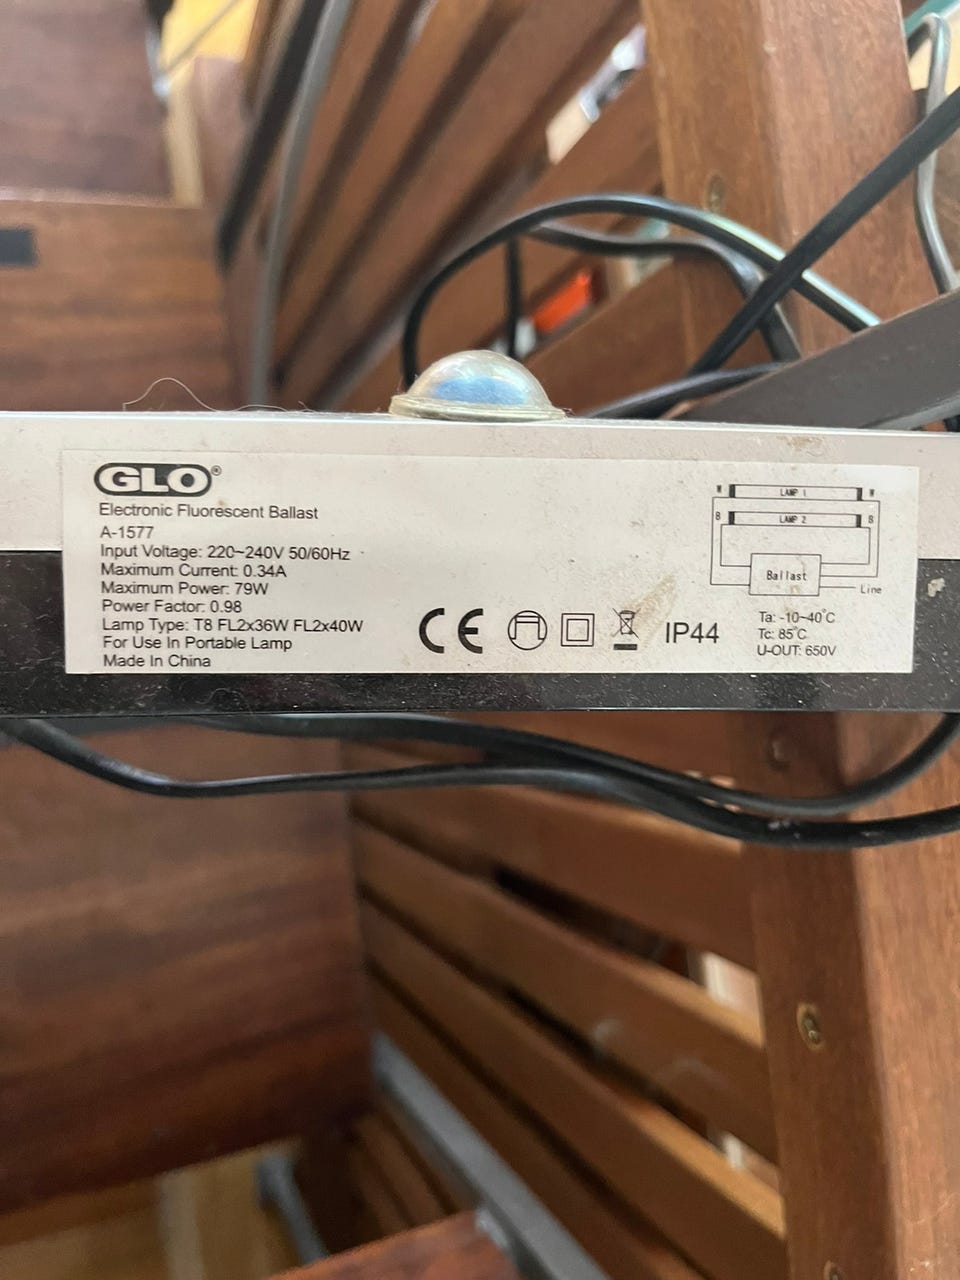 GLO®
Electronic Fluorescent Ballast
A-1577
Input Voltage: 220~240V 50/60Hz
Maximum Current: 0.34A
Maximum Power: 79W
Power Factor: 0.98
Lamp Type: T8 FL2x36W FL2x40W
For Use In Portable Lamp
Made In China
CE
IP44
W LAMP 1 W
B LAMP 2 B
Ballast
Line
Ta: -10~40°C
Tc: 85°C
U-OUT: 650V